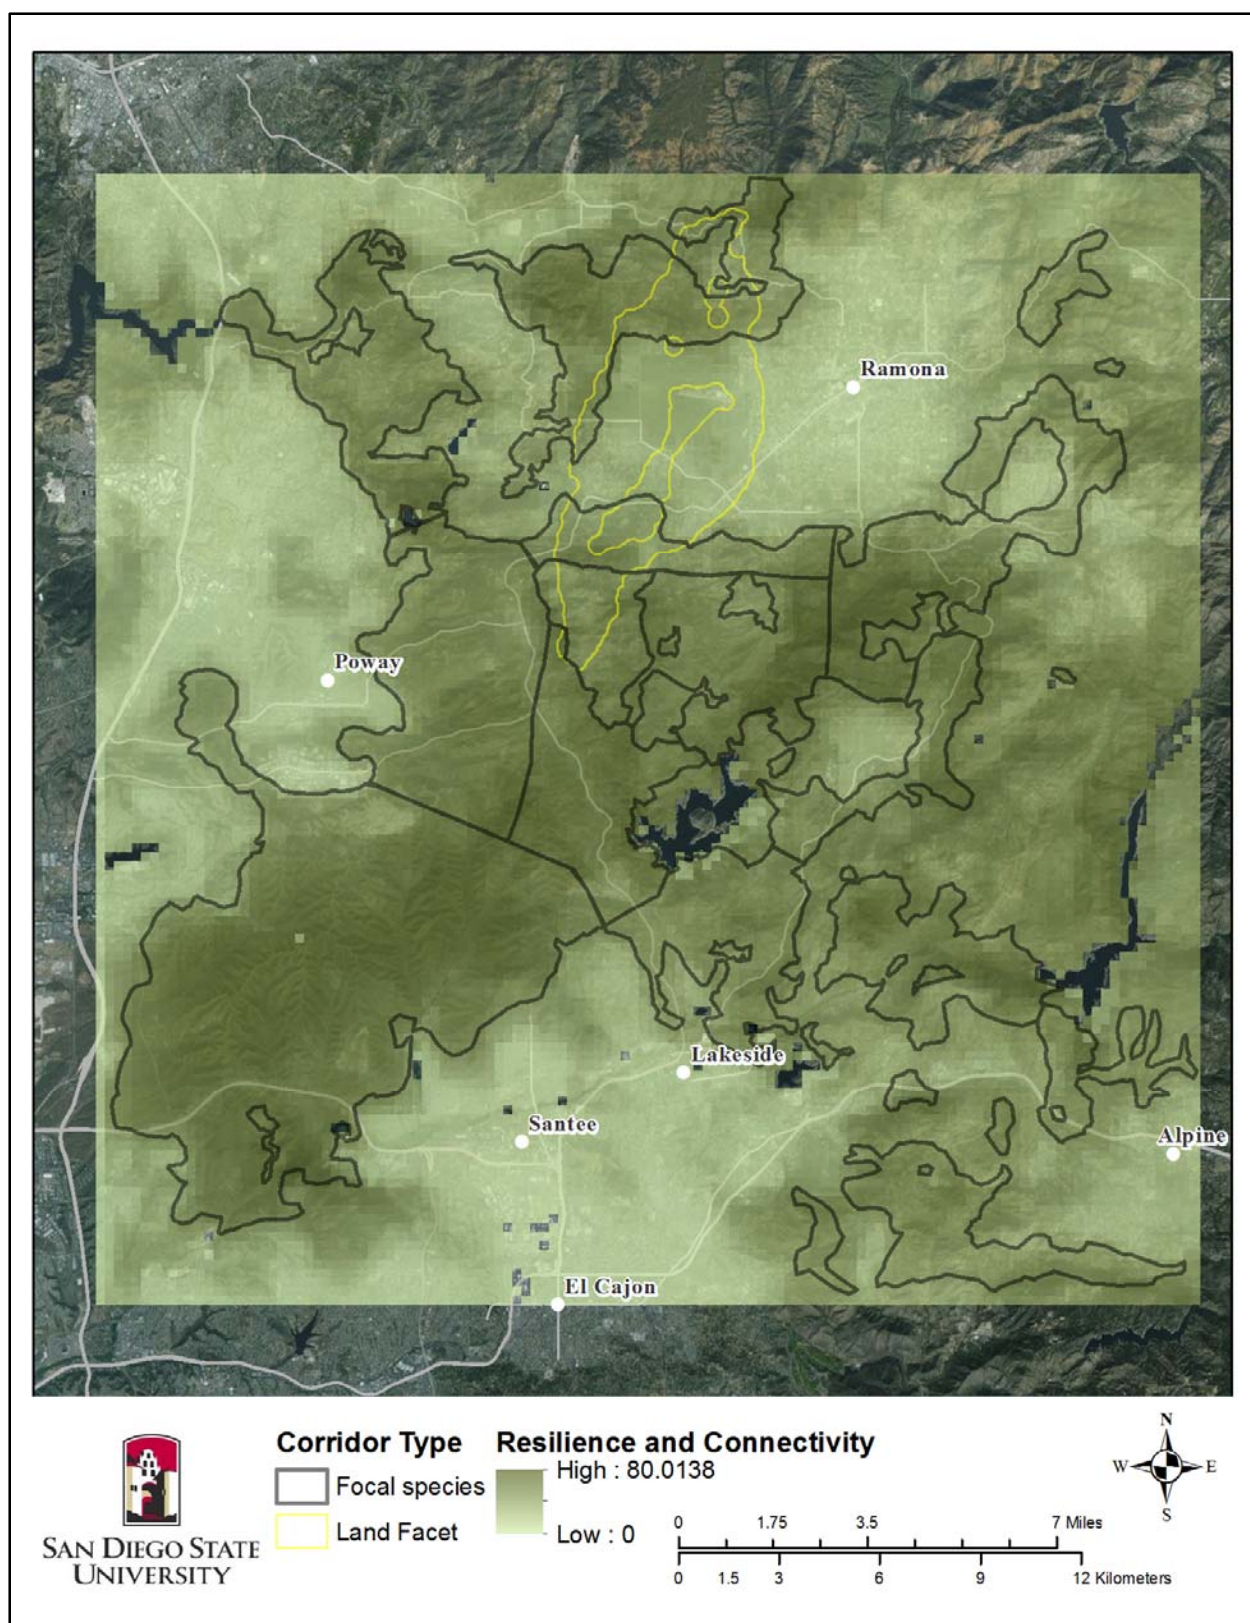 Ramona
Poway
Lakeside
Santee
Alpine
El Cajon
SAN DIEGO STATE
UNIVERSITY
Corridor Type
Focal species
Land Facet
Resilience and Connectivity
High : 80.0138
Low : 0
0 1.75 3.5 7 Miles
0 1.5 3 6 9 12 Kilometers
N
W E
S